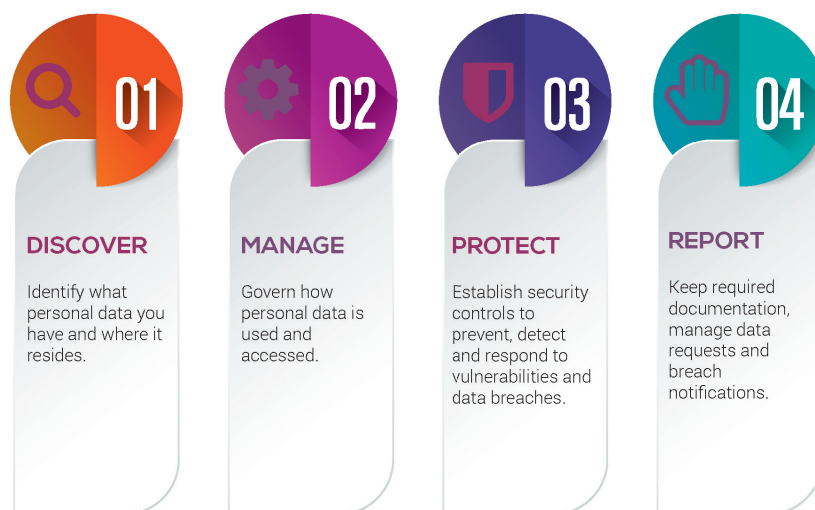 01
DISCOVER
Identify what
personal data you
have and where it
resides.
02
MANAGE
Govern how
personal data is
used and
accessed.
03
PROTECT
Establish security
controls to
prevent, detect
and respond to
vulnerabilities and
data breaches.
04
REPORT
Keep required
documentation,
manage data
requests and
breach
notifications.